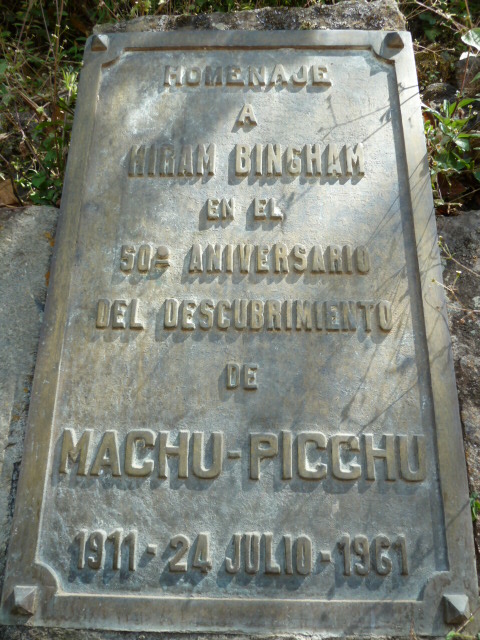 HOMENAJE
A
HIRAM BINGHAM
EN EL
50º ANIVERSARIO
DEL DESCUBRIMIENTO
DE
MACHU-PICCHU
1911-24 JULIO-1961